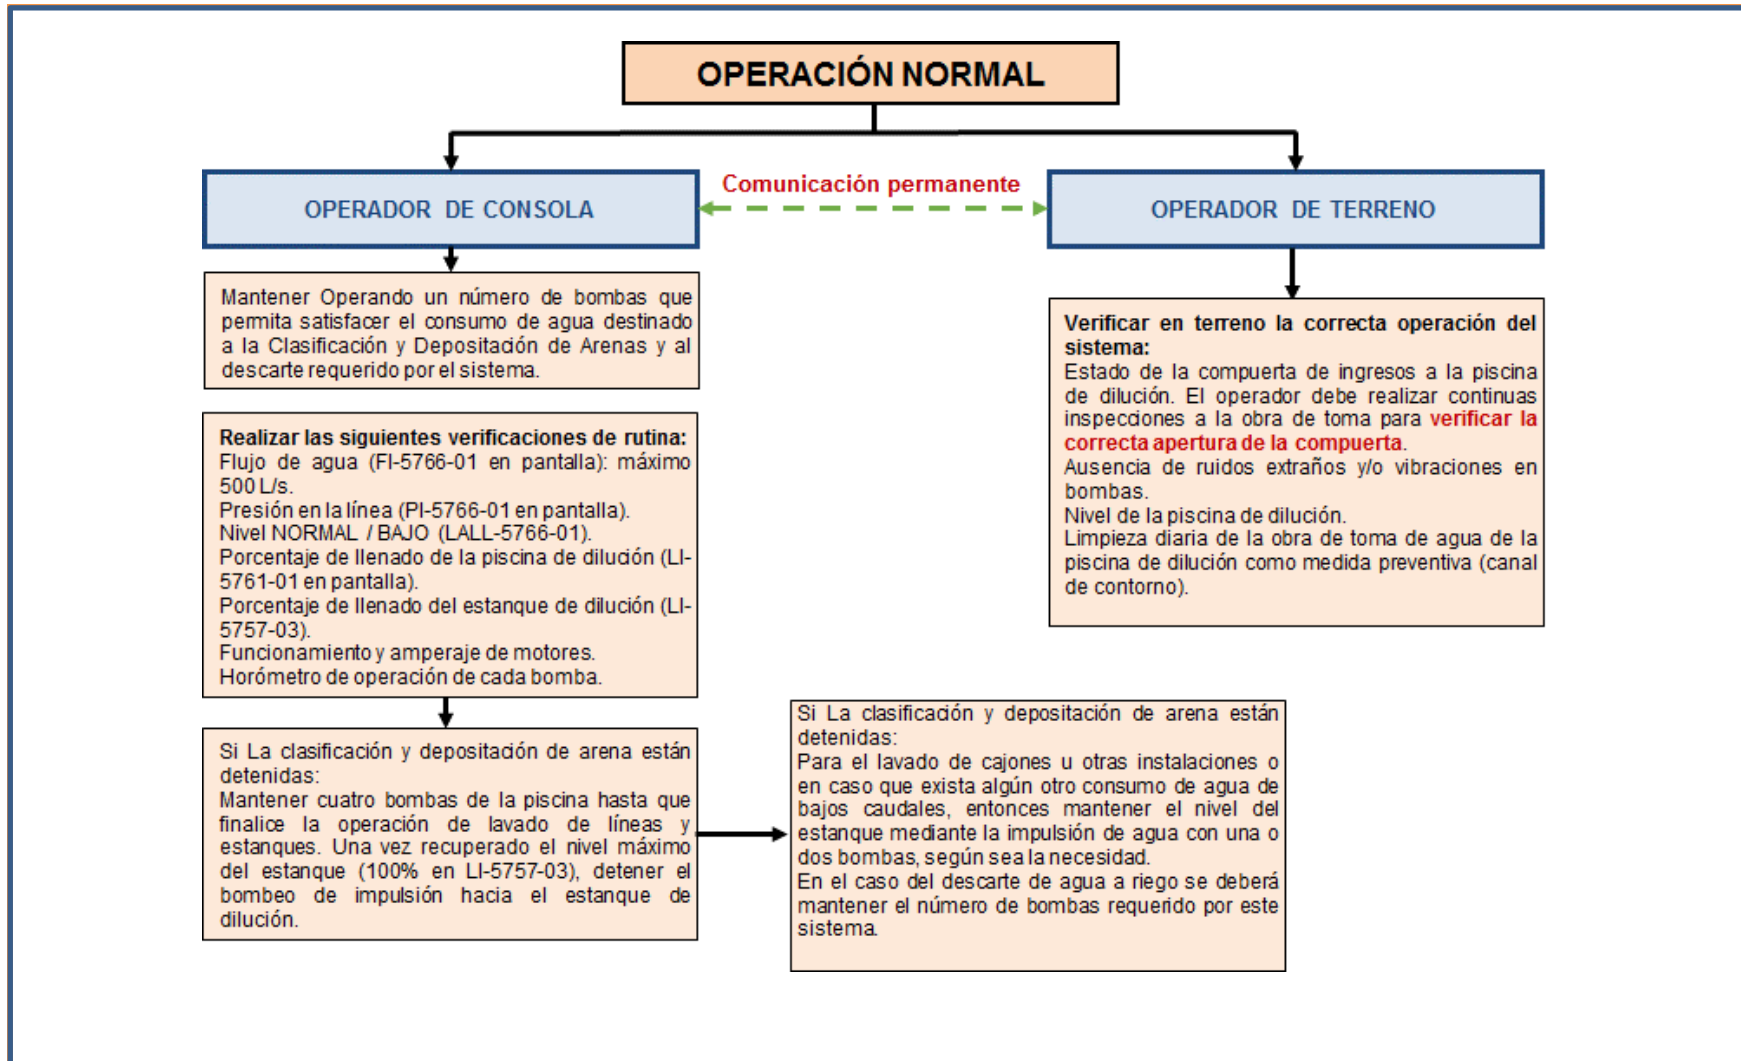 OPERACIÓN NORMAL
Comunicación permanente
OPERADOR DE CONSOLA
OPERADOR DE TERRENO
Mantener Operando un número de bombas que
permita satisfacer el consumo de agua destinado
a la Clasificación y Depositación de Arenas y al
descarte requerido por el sistema.
Realizar las siguientes verificaciones de rutina:
Flujo de agua (FI-5766-01 en pantalla): máximo
500 L/s.
Presión en la línea (PI-5766-01 en pantalla).
Nivel NORMAL / BAJO (LALL-5766-01).
Porcentaje de llenado de la piscina de dilución (LI-
5761-01 en pantalla).
Porcentaje de llenado del estanque de dilución (LI-
5757-03).
Funcionamiento y amperaje de motores.
Horómetro de operación de cada bomba.
Si La clasificación y depositación de arena están
detenidas:
Mantener cuatro bombas de la piscina hasta que
finalice la operación de lavado de líneas y
estanques. Una vez recuperado el nivel máximo
del estanque (100% en LI-5757-03), detener el
bombeo de impulsión hacia el estanque de
dilución.
Si La clasificación y depositación de arena están
detenidas:
Para el lavado de cajones u otras instalaciones o
en caso que exista algún otro consumo de agua de
bajos caudales, entonces mantener el nivel del
estanque mediante la impulsión de agua con una o
dos bombas, según sea la necesidad.
En el caso del descarte de agua a riego se deberá
mantener el número de bombas requerido por este
sistema.
Verificar en terreno la correcta operación del
sistema:
Estado de la compuerta de ingresos a la piscina
de dilución. El operador debe realizar continuas
inspecciones a la obra de toma para verificar la
correcta apertura de la compuerta.
Ausencia de ruidos extraños y/o vibraciones en
bombas.
Nivel de la piscina de dilución.
Limpieza diaria de la obra de toma de agua de la
piscina de dilución como medida preventiva (canal
de contorno).